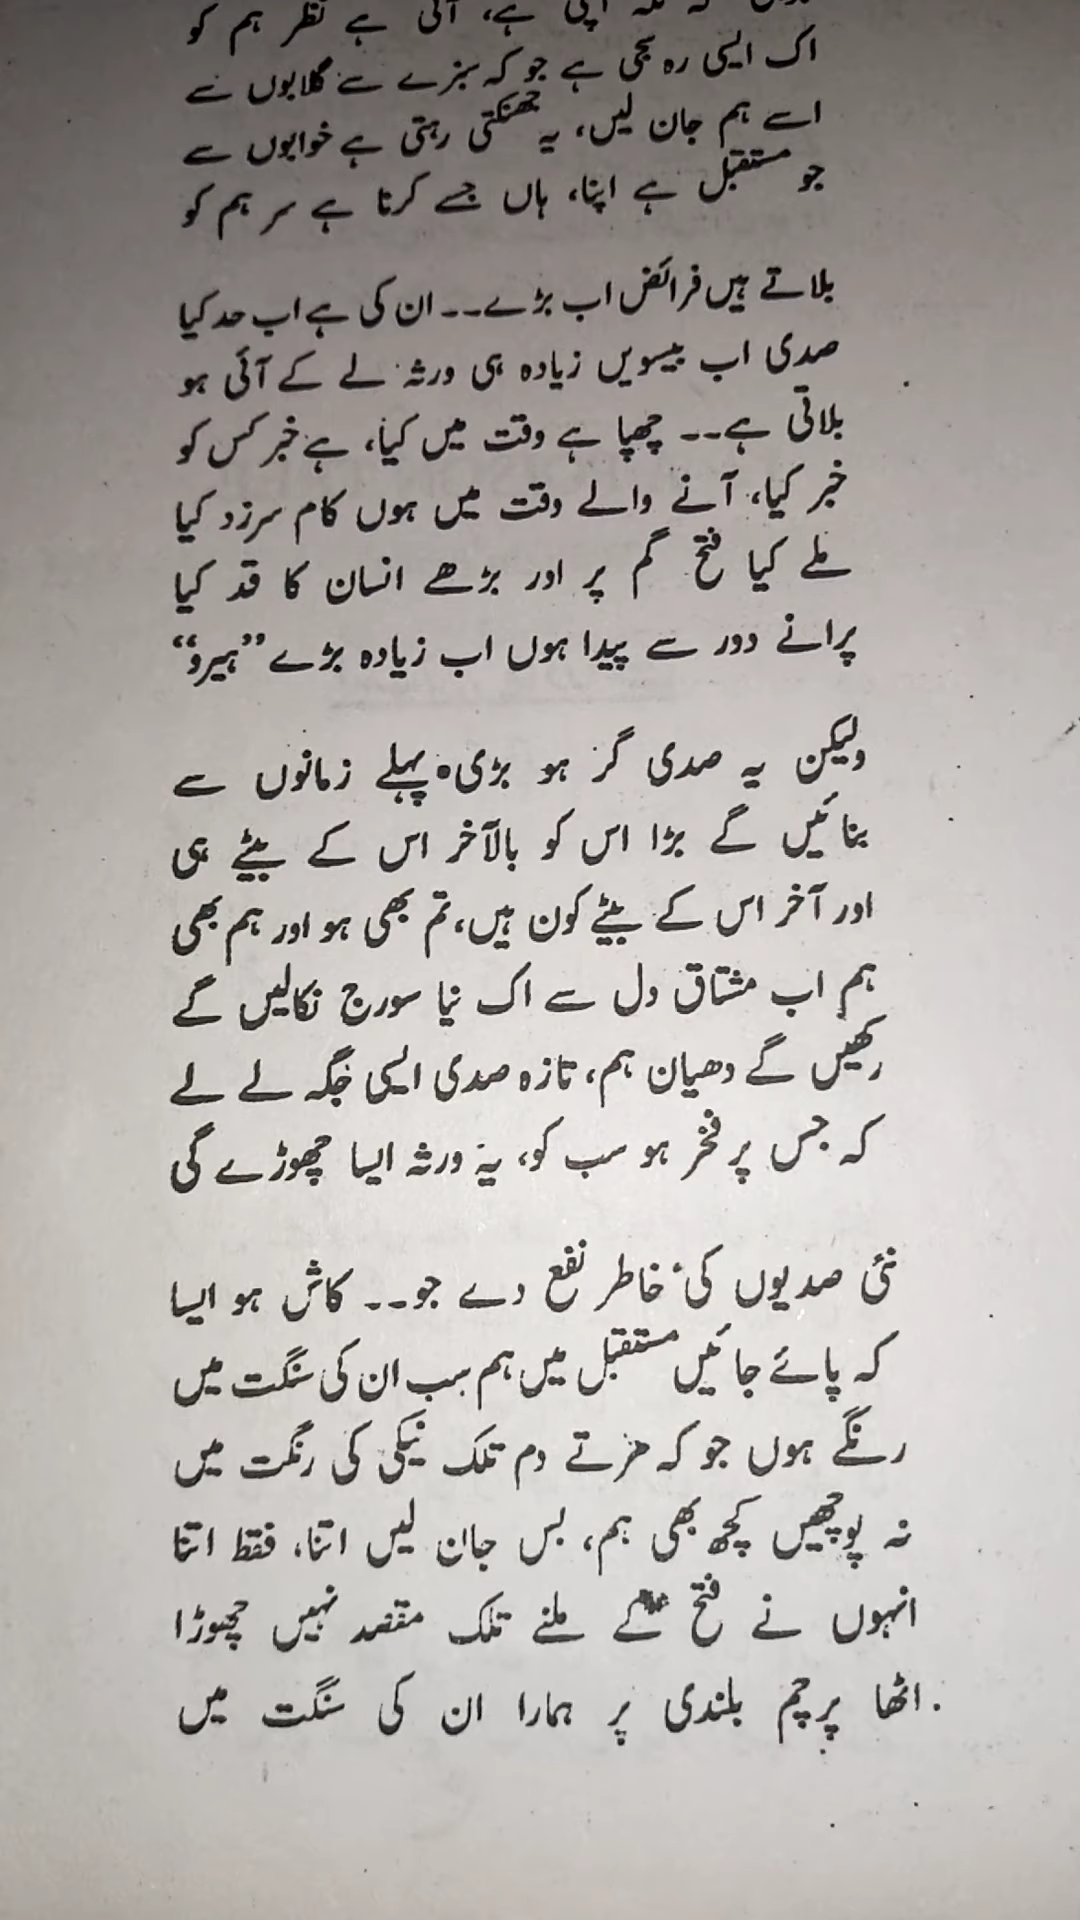 ہے، آتی ہے نظر ہم کو
اک ایسی رہ سجی ہے جو کہ سبزے سے گلابوں سے
اسے ہم جان لیں، یہ جھنکتی رہتی ہے خوابوں سے
جو مستقبل ہے اپنا، ہاں جسے کرنا ہے سر ہم کو
بلاتے ہیں فرائض اب بڑے۔۔ ان کی ہے اب حد کیا
صدی اب بیسویں زیادہ ہی ورثہ لے کے آئی ہو
بلاتی ہے۔۔ چھپا ہے وقت میں کیا، ہے خبر کس کو
خبر کیا، آنے والے وقت میں ہوں کام سرزد کیا
ملے کیا فتح گم پر اور بڑھے انسان کا قد کیا
پرانے دور سے پیدا ہوں اب زیادہ بڑے ”ہیرو“
ولیکن یہ صدی گر ہو بڑی پہلے زمانوں سے
بنائیں گے بڑا اس کو بالآخر اس کے بیٹے ہی
اور آخر اس کے بیٹے کون ہیں، تم بھی ہو اور ہم بھی
ہم اب مشتاق دل سے اک نیا سورج نکالیں گے
رکھیں گے دھیان ہم، تازہ صدی ایسی جگہ لے لے
کہ جس پر فخر ہو سب کو، یہ ورثہ ایسا چھوڑے گی
نئی صدیوں کی خاطر نفع دے جو۔۔ کاش ہو ایسا
کہ پائے جائیں مستقبل میں ہم سب ان کی سنگت میں
رنگے ہوں جو کہ مرتے دم تلک نیکی کی رنگت میں
نہ پوچھیں کچھ بھی ہم، بس جان لیں اتنا، فقط اتنا
انہوں نے فتح کے ملنے تلک مقصد نہیں چھوڑا
اٹھا پرچم بلندی پر ہمارا ان کی سنگت میں